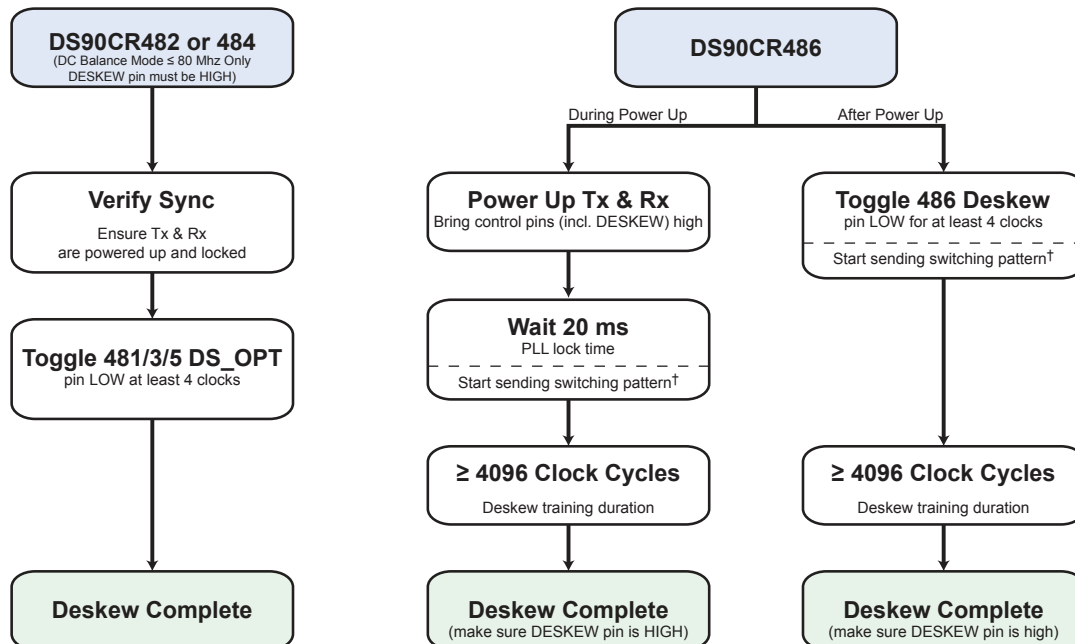 DS90CR482 or 484
(DC Balance Mode ≤ 80 Mhz Only
DESKEW pin must be HIGH)
Verify Sync
Ensure Tx & Rx
are powered up and locked
Toggle 481/3/5 DS_OPT
pin LOW at least 4 clocks
Deskew Complete
DS90CR486
During Power Up
After Power Up
Power Up Tx & Rx
Bring control pins (incl. DESKEW) high
Wait 20 ms
PLL lock time
Start sending switching pattern†
≥ 4096 Clock Cycles
Deskew training duration
Deskew Complete
(make sure DESKEW pin is HIGH)
Toggle 486 Deskew
pin LOW for at least 4 clocks
Start sending switching pattern†
≥ 4096 Clock Cycles
Deskew training duration
Deskew Complete
(make sure DESKEW pin is high)